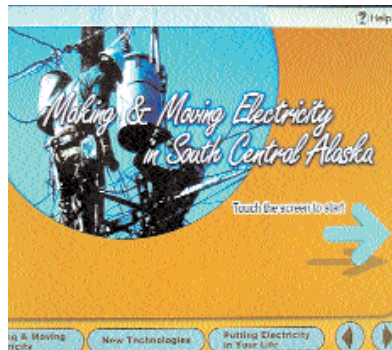 ? Help
Making & Moving Electricity
in South Central Alaska
Touch the screen to start
& Moving
New Technologies
Putting Electricity
in Your Life